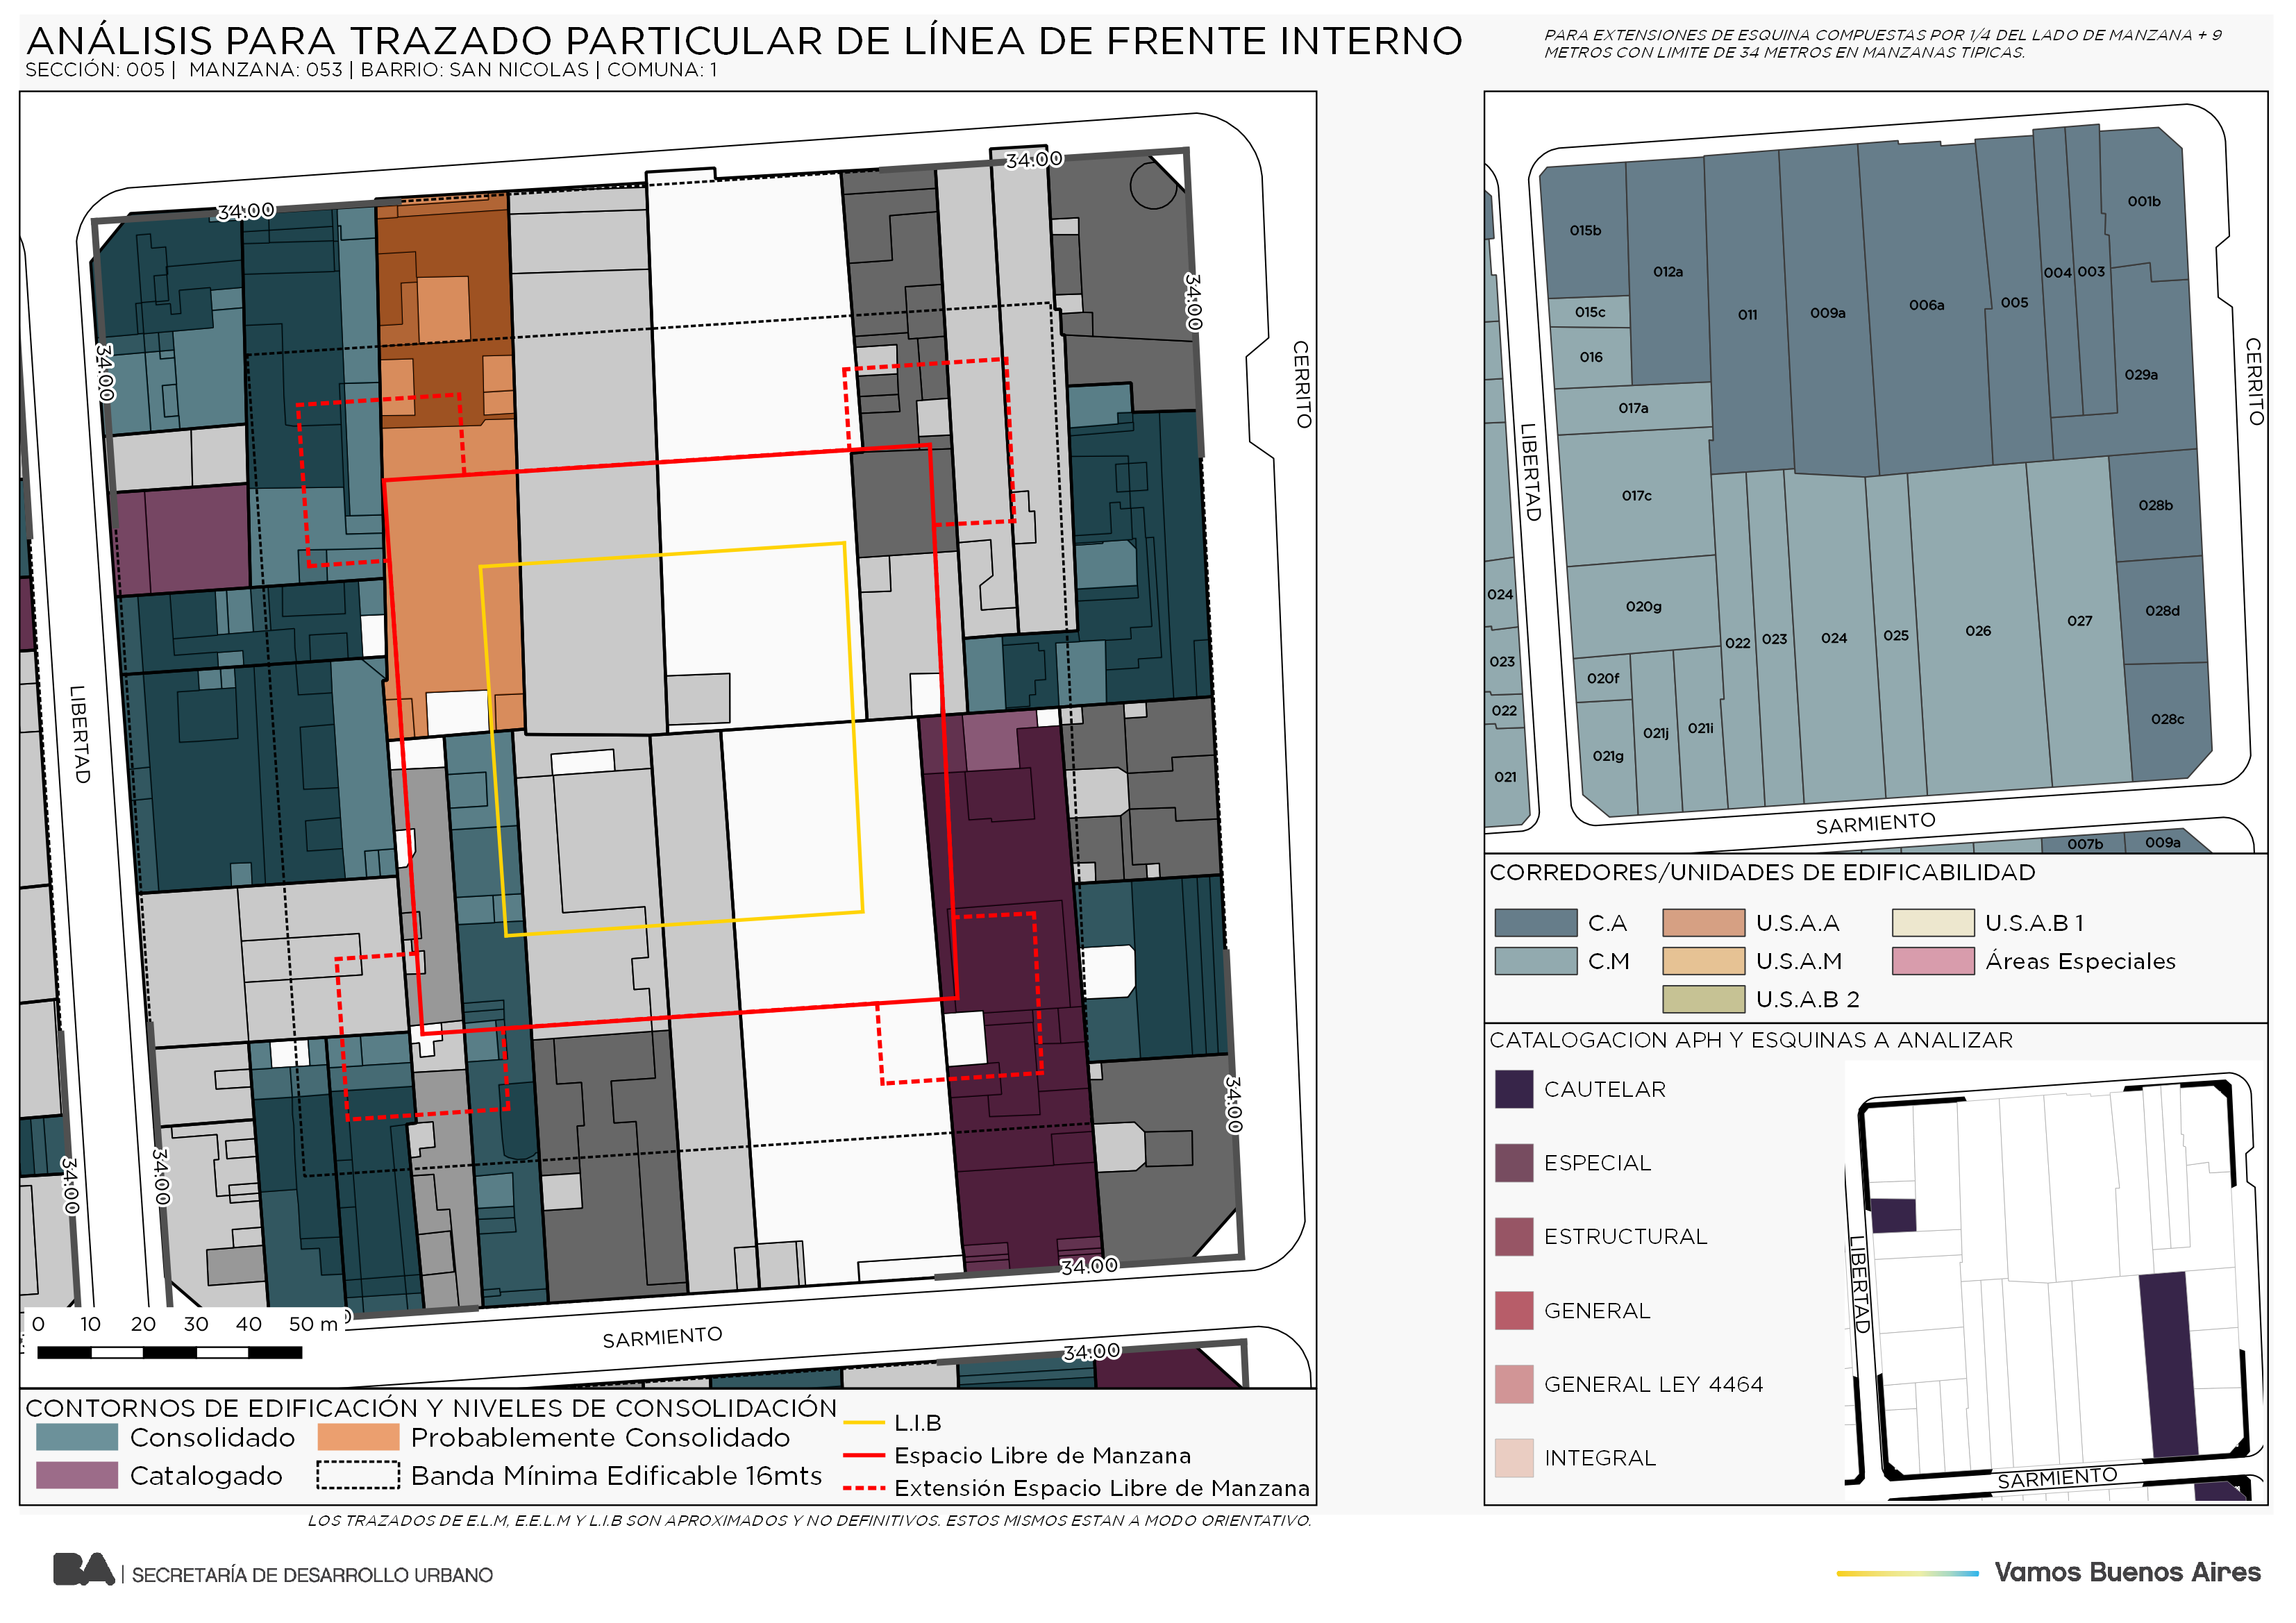 ANÁLISIS PARA TRAZADO PARTICULAR DE LÍNEA DE FRENTE INTERNO
SECCIÓN: 005 | MANZANA: 053 | BARRIO: SAN NICOLAS | COMUNA: 1
PARA EXTENSIONES DE ESQUINA COMPUESTAS POR 1/4 DEL LADO DE MANZANA + 9
METROS CON LIMITE DE 34 METROS EN MANZANAS TIPICAS.
34.00
34.00
34.00
34.00
CERRITO
LIBERTAD
34.00
34.00
34.00
34.00
SARMIENTO
34.00
0 10 20 30 40 50 m
CONTORNOS DE EDIFICACIÓN Y NIVELES DE CONSOLIDACIÓN
Consolidado
Probablemente Consolidado
Catalogado
Banda Mínima Edificable 16mts
L.I.B
Espacio Libre de Manzana
Extensión Espacio Libre de Manzana
LOS TRAZADOS DE E.L.M, E.E.L.M Y L.I.B SON APROXIMADOS Y NO DEFINITIVOS. ESTOS MISMOS ESTAN A MODO ORIENTATIVO.
015b
012a
011
009a
006a
005
004
003
001b
015c
016
029a
017a
017c
028b
020g
022
023
024
025
026
027
028d
020f
021g
021j
021i
028c
024
023
022
021
LIBERTAD
CERRITO
SARMIENTO
007b
009a
CORREDORES/UNIDADES DE EDIFICABILIDAD
C.A
U.S.A.A
U.S.A.B 1
C.M
U.S.A.M
Áreas Especiales
U.S.A.B 2
CATALOGACION APH Y ESQUINAS A ANALIZAR
CAUTELAR
ESPECIAL
ESTRUCTURAL
GENERAL
GENERAL LEY 4464
INTEGRAL
LIBERTAD
SARMIENTO
BA | SECRETARÍA DE DESARROLLO URBANO
Vamos Buenos Aires